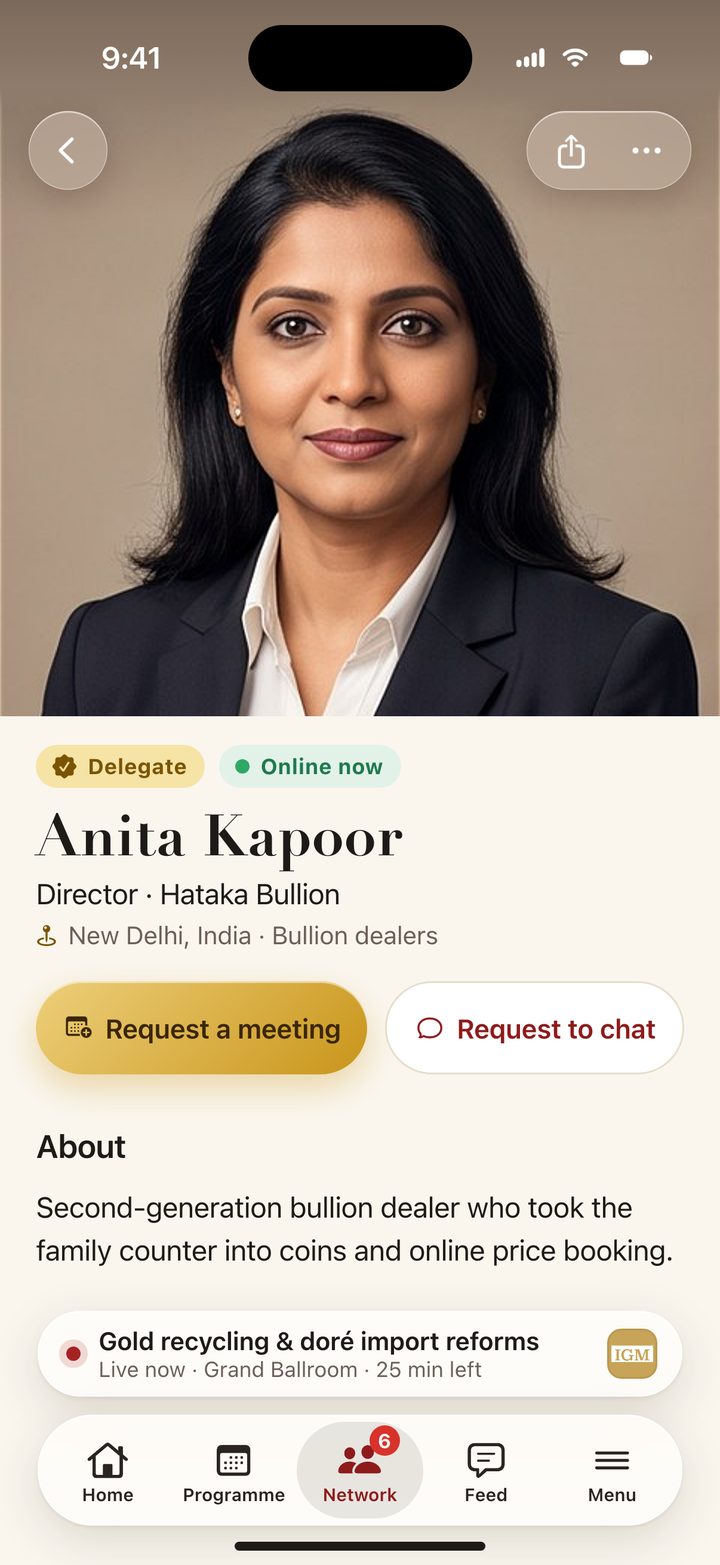 9:41
Delegate
Online now
Anita Kapoor
Director · Hataka Bullion
New Delhi, India · Bullion dealers
Request a meeting
Request to chat
About
Second-generation bullion dealer who took the
family counter into coins and online price booking.
Gold recycling & doré import reforms
Live now · Grand Ballroom · 25 min left
IGM
6
Home
Programme
Network
Feed
Menu